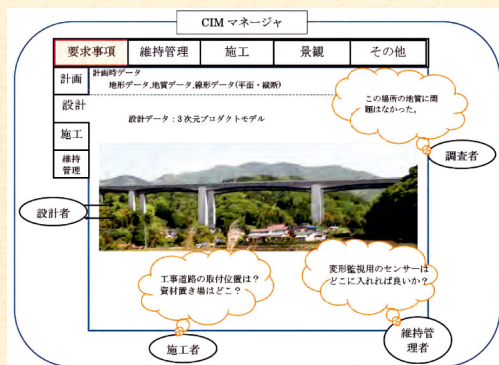 CIM マネージャ
要求事項
維持管理
施工
景観
その他
計画
設計
施工
維持
管理
計画時データ
地形データ,地質データ,線形データ(平面・縦断)
設計データ：3次元プロダクトモデル
この場所の地質に問
題はなかった。
調査者
設計者
工事道路の取付位置は？
資材置き場はどこ？
施工者
変形監視用のセンサーは
どこに入れれば良いか？
維持管
理者